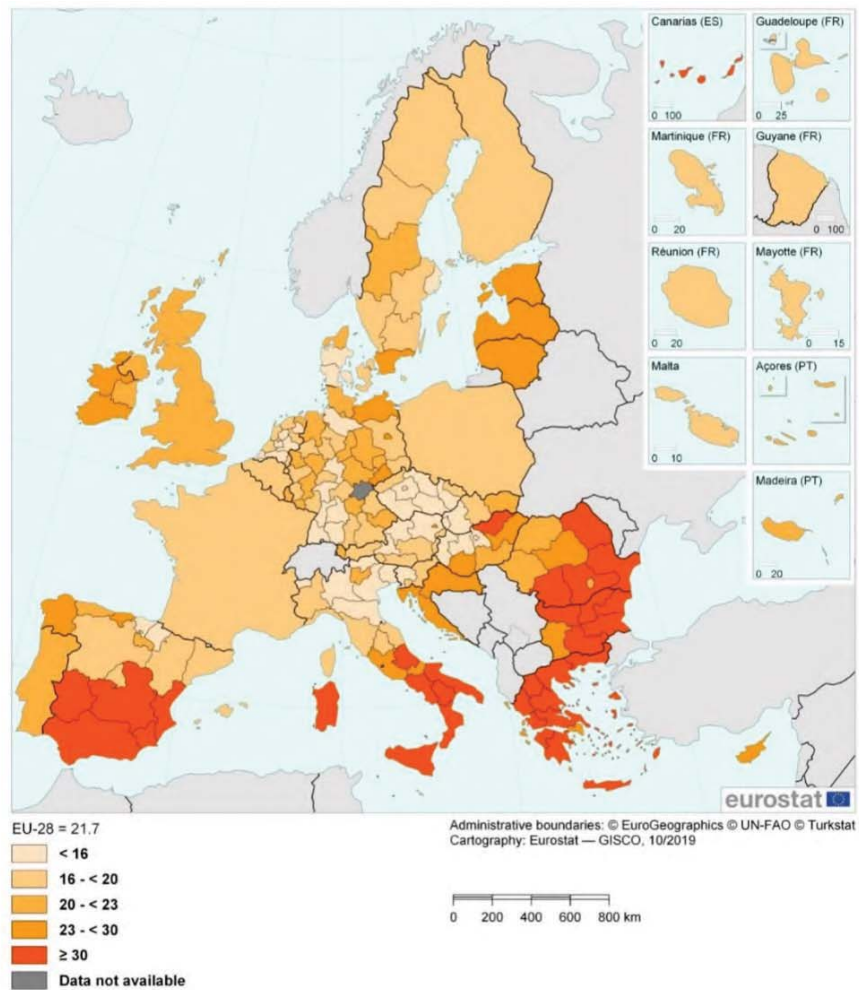 Canarias (ES)
0 100
Guadeloupe (FR)
0 25
Martinique (FR)
0 20
Guyane (FR)
0 100
Réunion (FR)
0 20
Mayotte (FR)
0 15
Malta
0 10
Açores (PT)
Madeira (PT)
0 20
eurostat
EU-28 = 21.7
< 16
16 - < 20
20 - < 23
23 - < 30
≥ 30
Data not available
Administrative boundaries: © EuroGeographics © UN-FAO © Turkstat
Cartography: Eurostat — GISCO, 10/2019
0 200 400 600 800 km